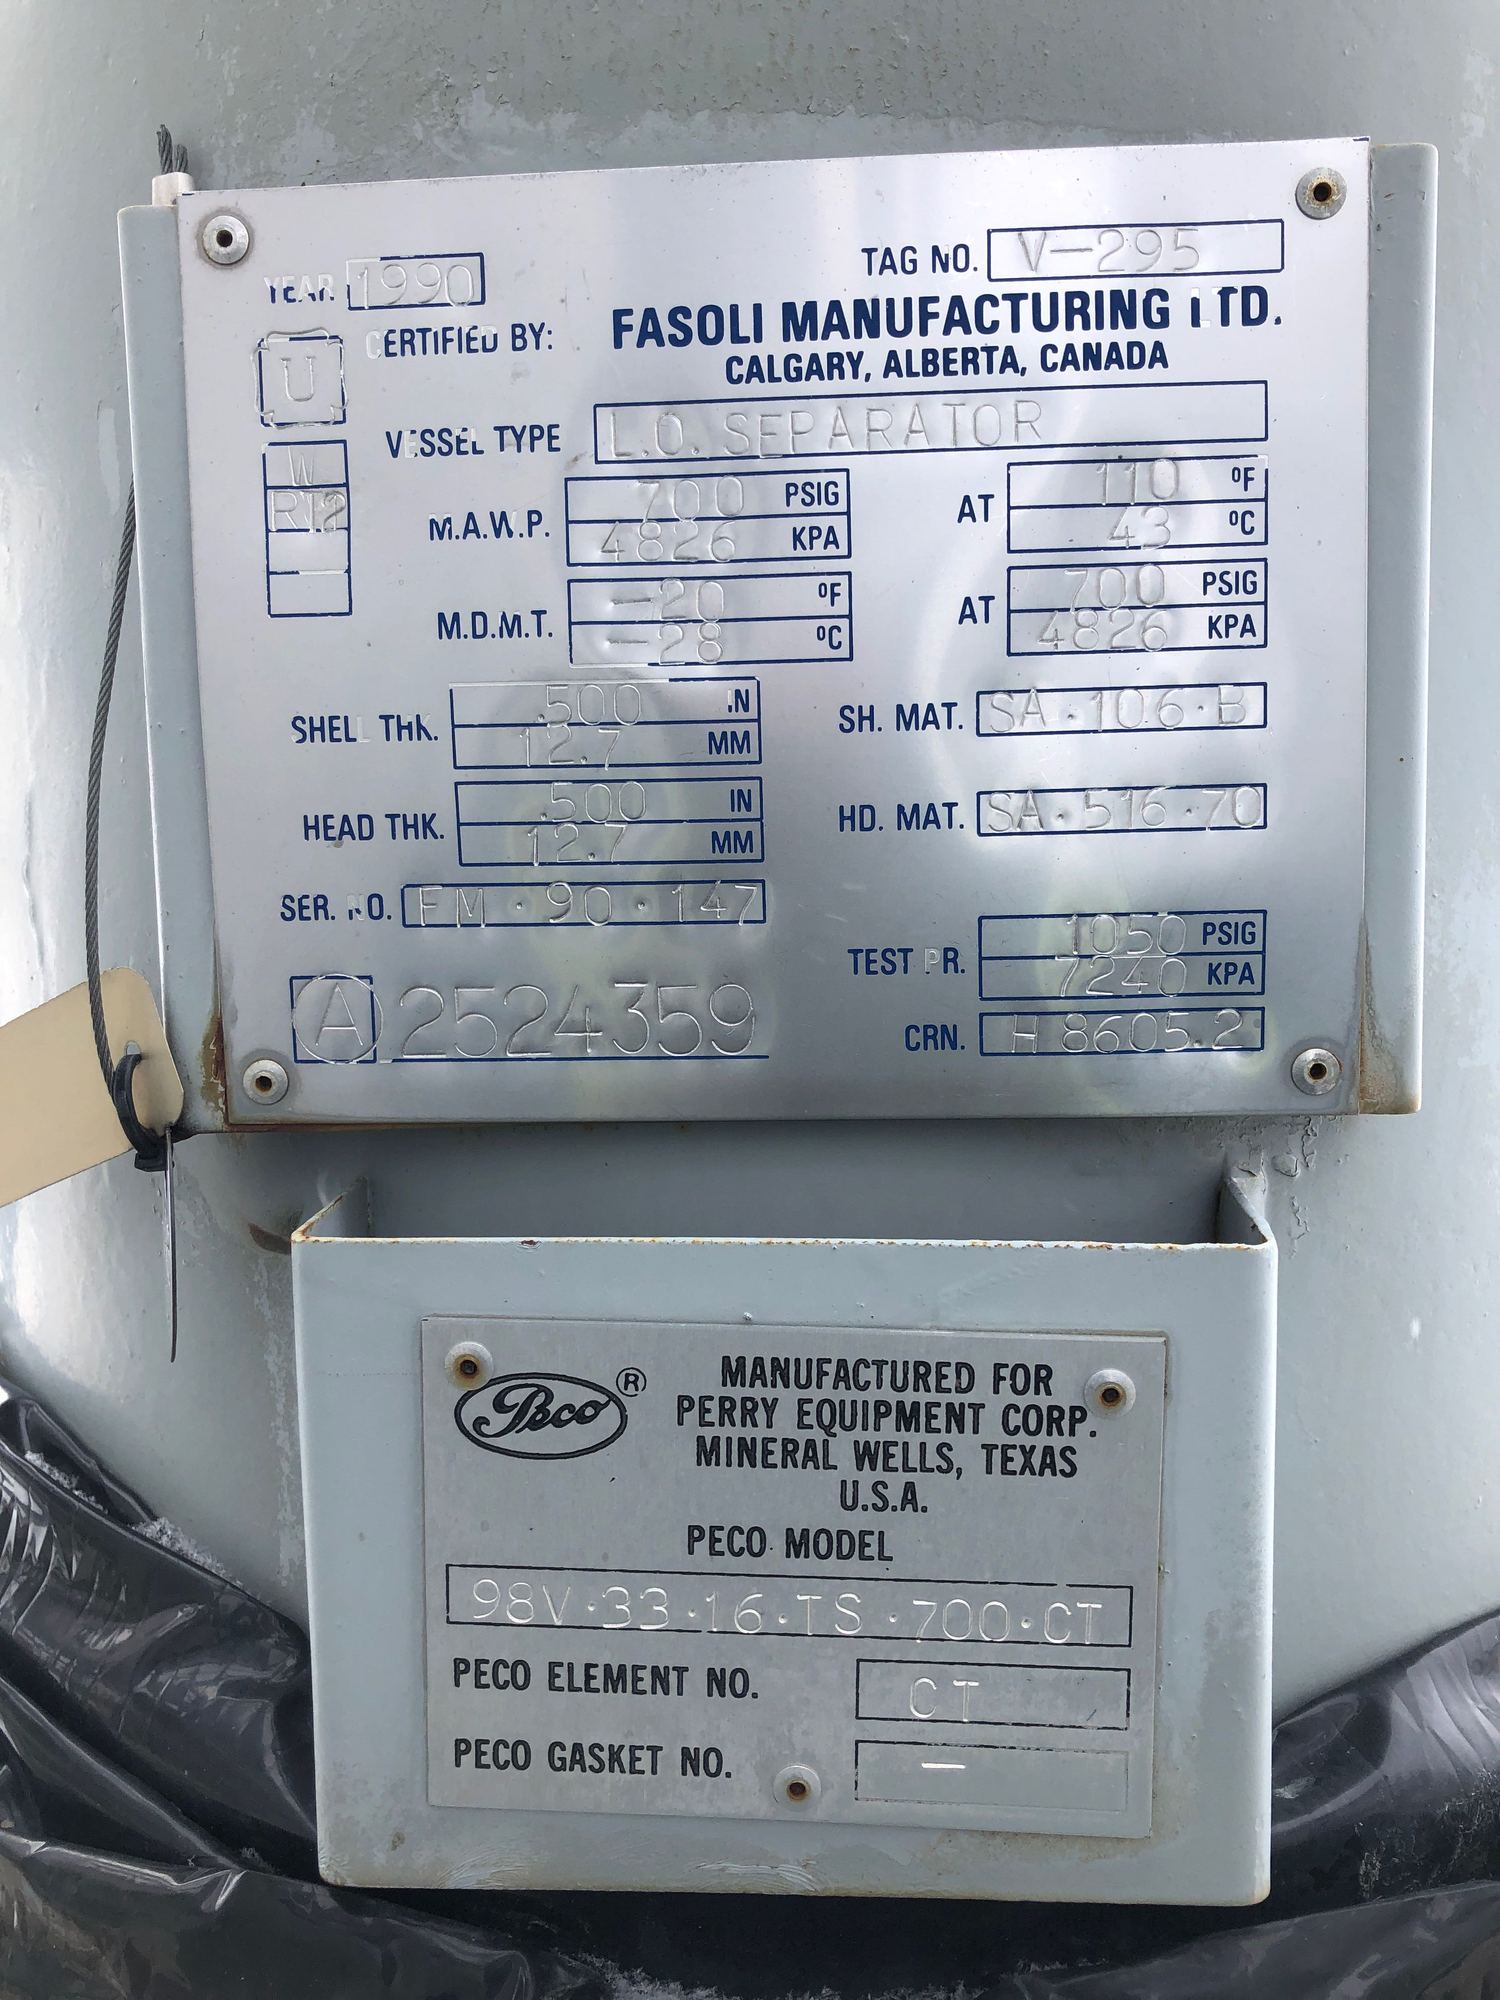 YEAR 1990
TAG NO. V-295
U
CERTIFIED BY:
FASOLI MANUFACTURING LTD.
CALGARY, ALBERTA, CANADA
VESSEL TYPE L.O. SEPARATOR
W
RT2
M.A.W.P. 700 PSIG AT 110 °F
4826 KPA 43 °C
M.D.M.T. -20 °F AT 700 PSIG
-28 °C 4826 KPA
SHELL THK. .500 IN
12.7 MM
SH. MAT. SA·106·B
HEAD THK. .500 IN
12.7 MM
HD. MAT. SA·516·70
SER. NO. FM·90·147
TEST PR. 1050 PSIG
7240 KPA
A 2524359
CRN. H 8605.2
Peco ®
MANUFACTURED FOR
PERRY EQUIPMENT CORP.
MINERAL WELLS, TEXAS
U.S.A.
PECO MODEL
98V·33·16·TS·700·CT
PECO ELEMENT NO. CT
PECO GASKET NO. —